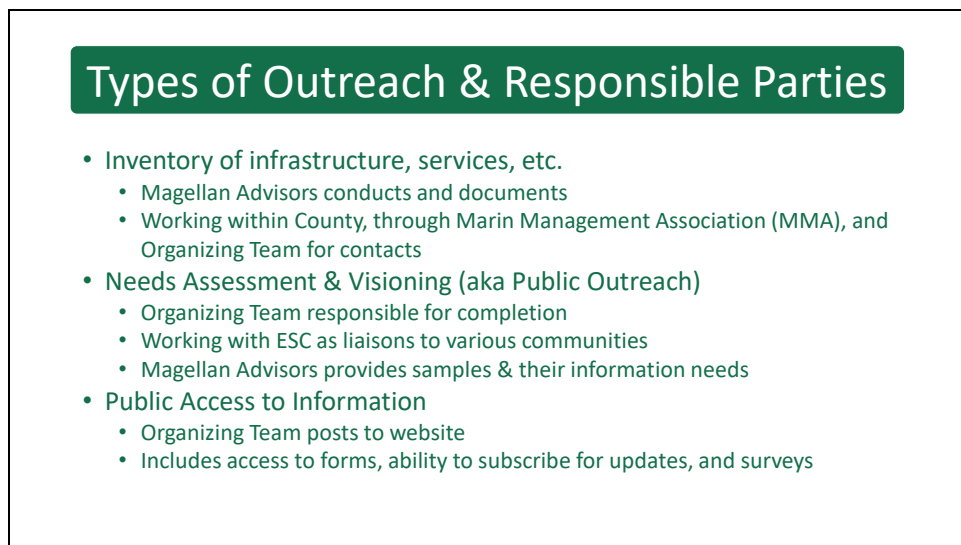 Types of Outreach & Responsible Parties
• Inventory of infrastructure, services, etc.
• Magellan Advisors conducts and documents
• Working within County, through Marin Management Association (MMA), and
Organizing Team for contacts
• Needs Assessment & Visioning (aka Public Outreach)
• Organizing Team responsible for completion
• Working with ESC as liaisons to various communities
• Magellan Advisors provides samples & their information needs
• Public Access to Information
• Organizing Team posts to website
• Includes access to forms, ability to subscribe for updates, and surveys